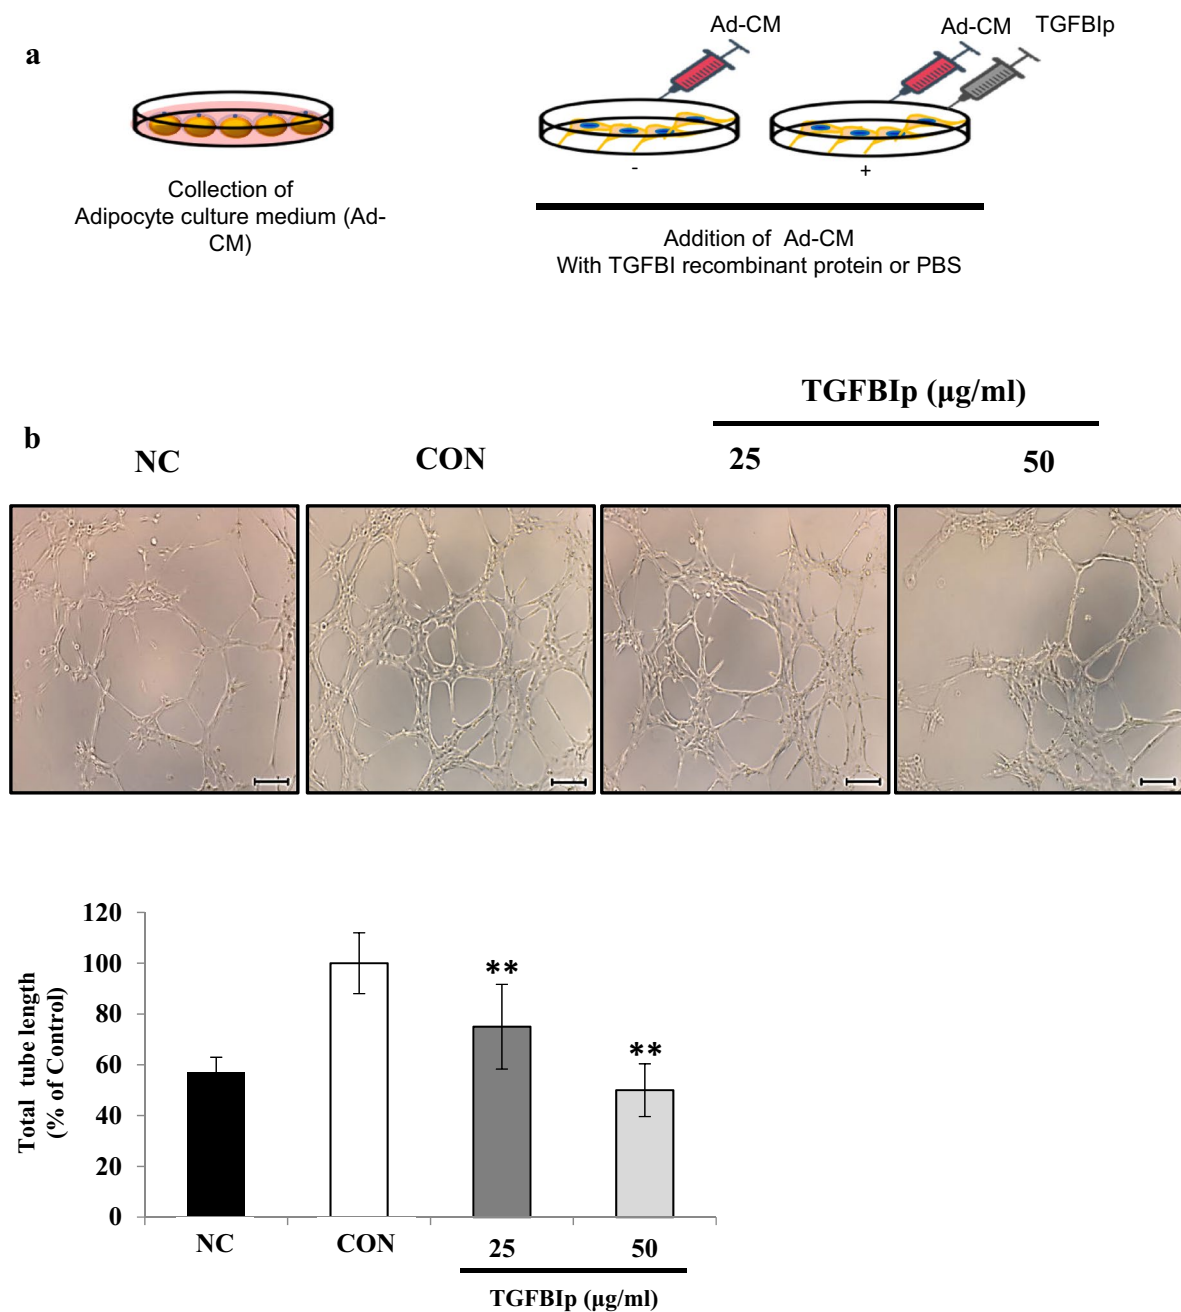 a
Ad-CM
Ad-CM TGFBIp
- +
Collection of
Adipocyte culture medium (Ad-
CM)
Addition of Ad-CM
With TGFBI recombinant protein or PBS
TGFBIp (μg/ml)
b
NC CON 25 50
Total tube length
(% of Control)
120
100
80
60
40
20
0
**
**
NC CON 25 50
TGFBIp (μg/ml)